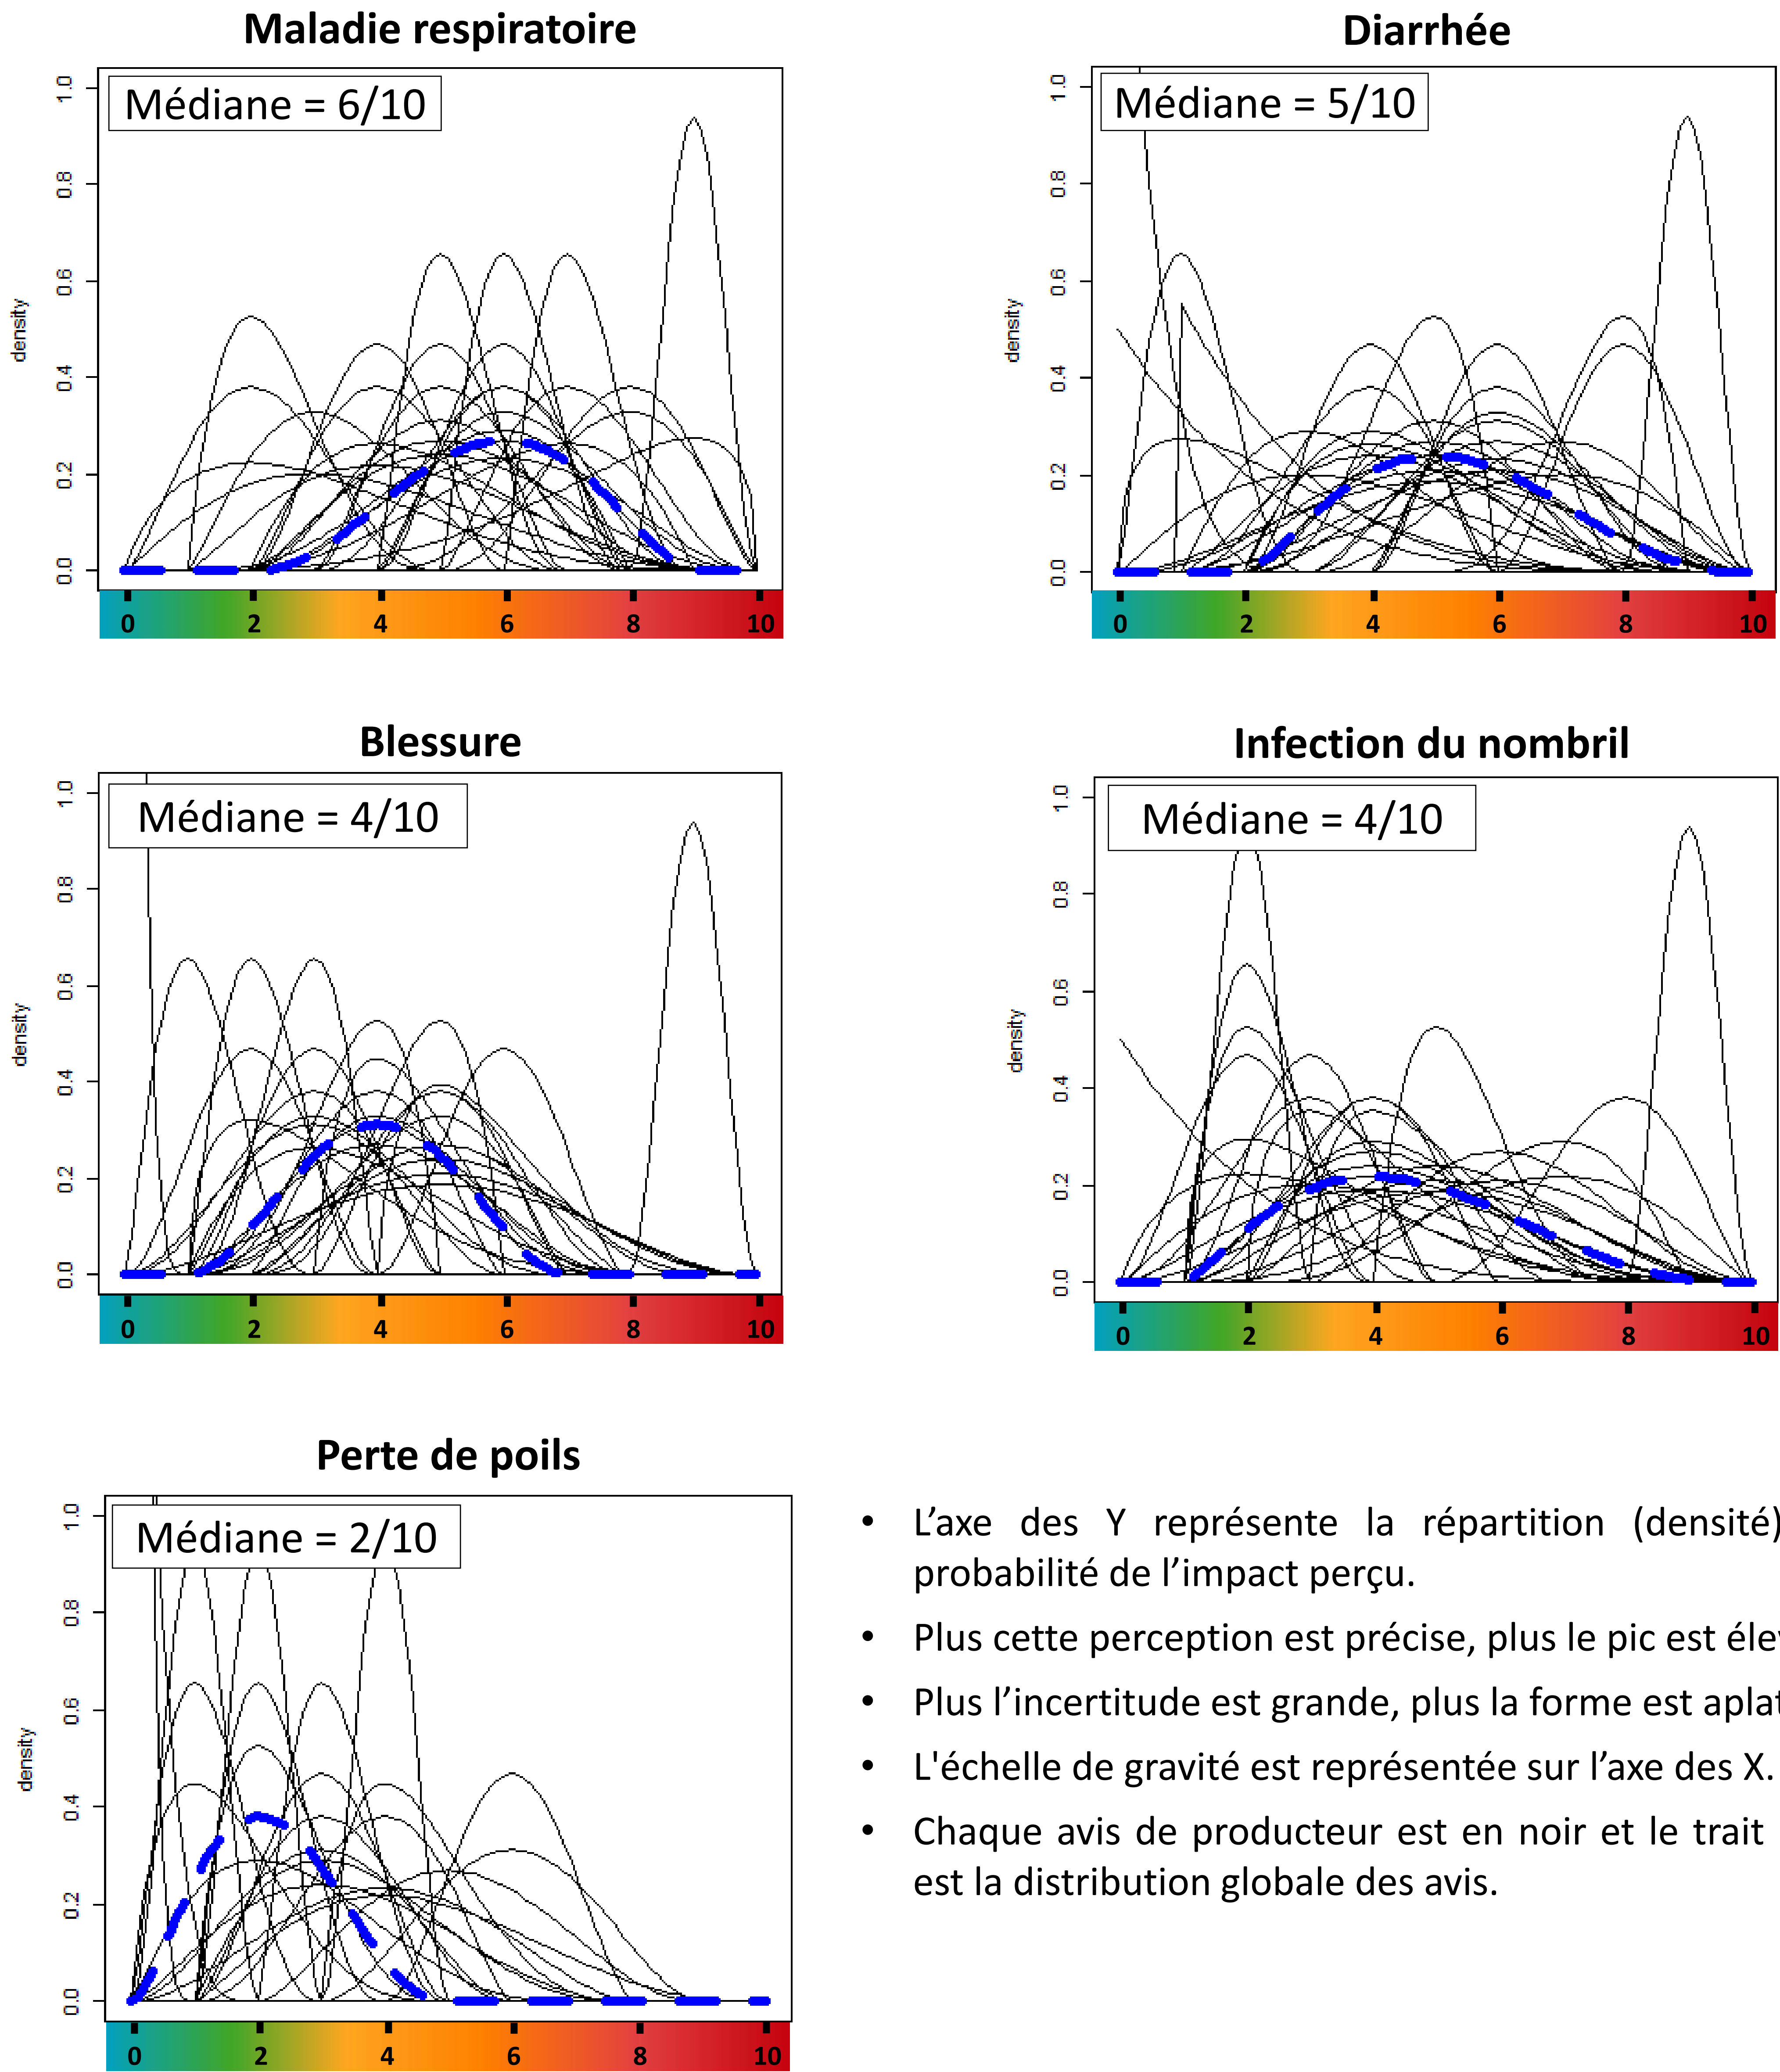 Maladie respiratoire
Médiane = 6/10
density
0.0 0.2 0.4 0.6 0.8 1.0
0 2 4 6 8 10
Diarrhée
Médiane = 5/10
density
0.0 0.2 0.4 0.6 0.8 1.0
0 2 4 6 8 10
Blessure
Médiane = 4/10
density
0.0 0.2 0.4 0.6 0.8 1.0
0 2 4 6 8 10
Infection du nombril
Médiane = 4/10
density
0.0 0.2 0.4 0.6 0.8 1.0
0 2 4 6 8 10
Perte de poils
Médiane = 2/10
density
0.0 0.2 0.4 0.6 0.8 1.0
0 2 4 6 8 10
• L’axe des Y représente la répartition (densité)
probabilité de l’impact perçu.
• Plus cette perception est précise, plus le pic est
• Plus l’incertitude est grande, plus la forme est
• L'échelle de gravité est représentée sur l’axe des X.
• Chaque avis de producteur est en noir et le trait
est la distribution globale des avis.